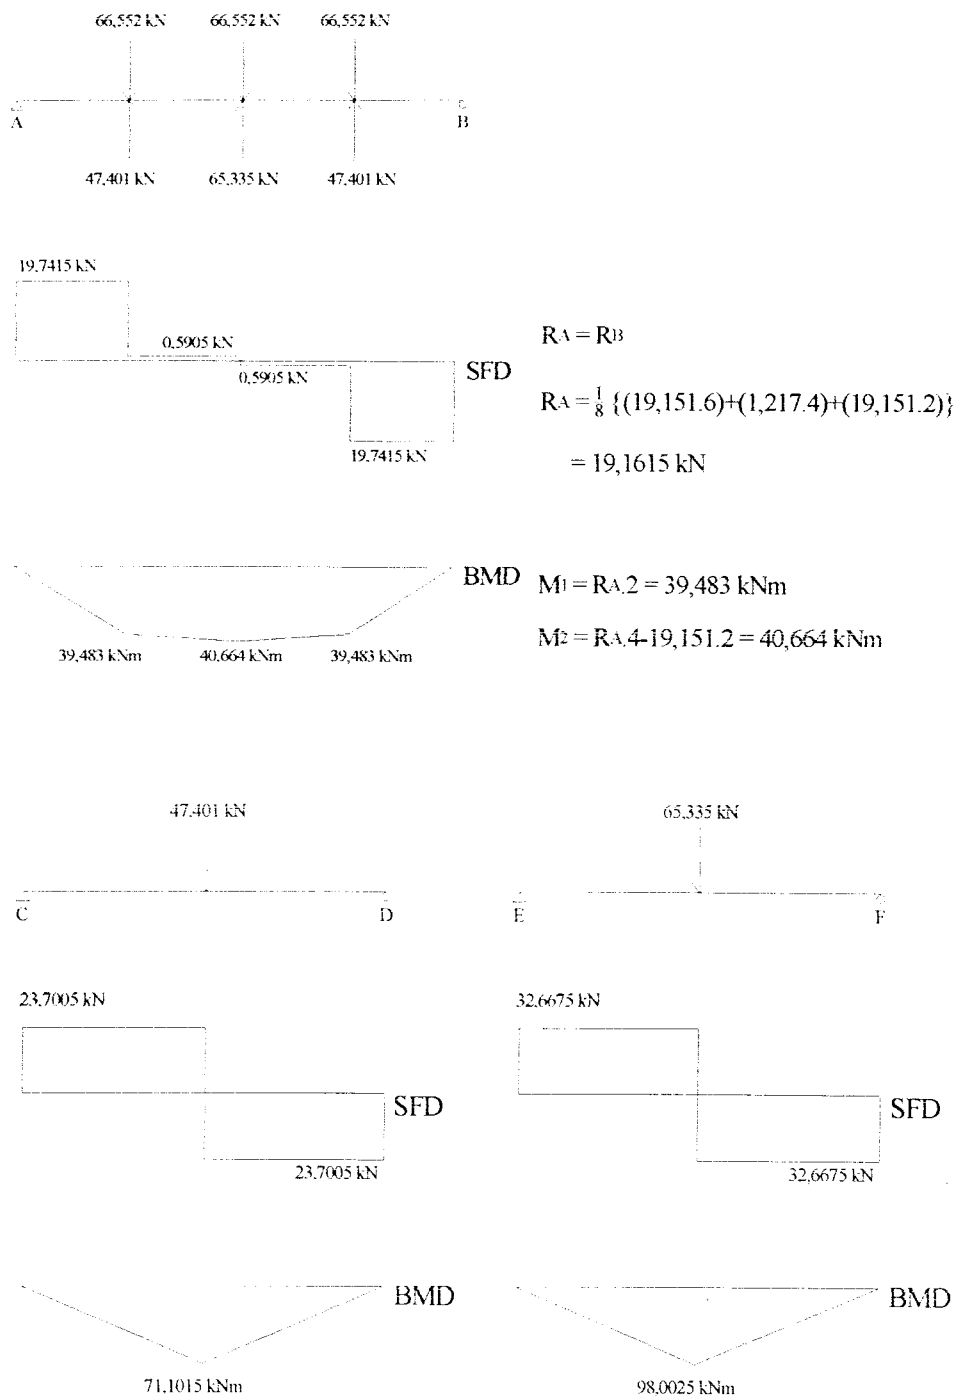 66,552 kN 66,552 kN 66,552 kN
A B
47,401 kN 65,335 kN 47,401 kN
19,7415 kN
0,5905 kN
0,5905 kN
SFD
19,7415 kN
RA = RB
RA = 1/8 {(19,151.6)+(1,217.4)+(19,151.2)}
= 19,1615 kN
BMD
39,483 kNm 40,664 kNm 39,483 kNm
M1 = RA.2 = 39,483 kNm
M2 = RA.4-19,151.2 = 40,664 kNm
47,401 kN
C D
65,335 kN
E F
23,7005 kN
SFD
23,7005 kN
32,6675 kN
SFD
32,6675 kN
BMD
71,1015 kNm
BMD
98,0025 kNm